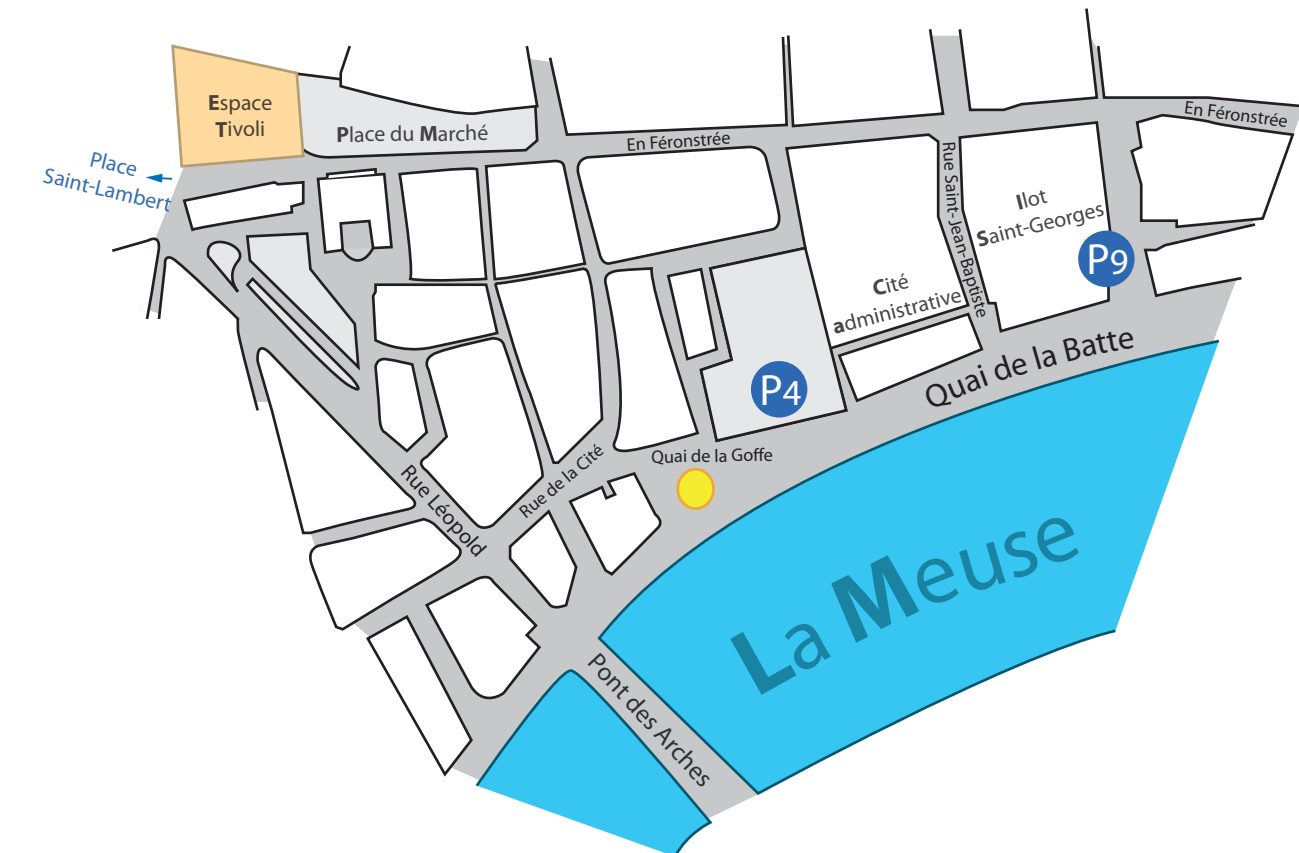 Espace
Tivoli
Place du Marché
En Féronstrée
En Féronstrée
Place
Saint-Lambert
Rue Saint-Jean-Baptiste
Ilot
Saint-Georges
P9
Cité
administrative
P4
Quai de la Batte
Quai de la Goffe
Rue de la Cité
Rue Léopold
La Meuse
Pont des Arches